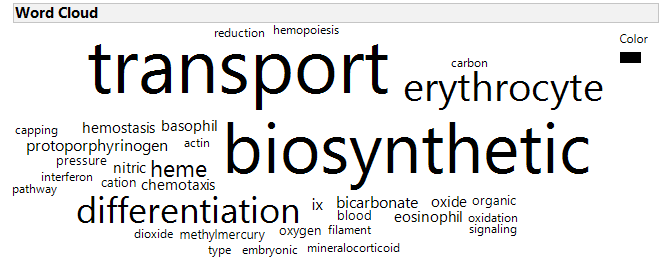 Word Cloud
reduction hemopoiesis
Color
transport
carbon
erythrocyte
capping hemostasis basophil
protoporphyrinogen actin
biosynthetic
pressure nitric heme
interferon cation chemotaxis
pathway
differentiation ix bicarbonate oxide organic
blood eosinophil oxidation
dioxide methylmercury oxygen filament signaling
type embryonic mineralocorticoid